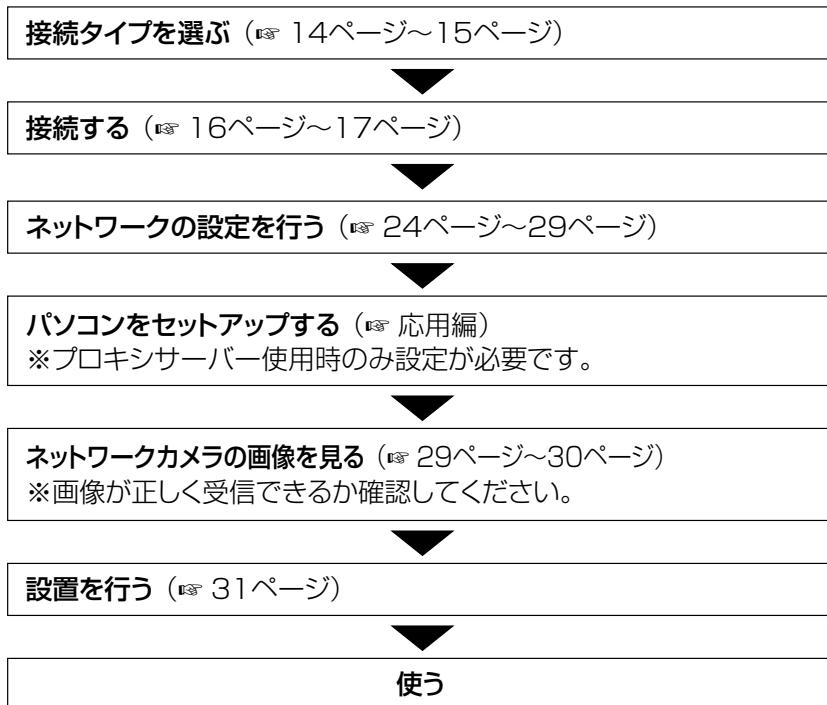 接続タイプを選ぶ（☞ 14ページ～15ページ）
接続する（☞ 16ページ～17ページ）
ネットワークの設定を行う（☞ 24ページ～29ページ）
パソコンをセットアップする（☞ 応用編）
※プロキシサーバー使用時のみ設定が必要です。
ネットワークカメラの画像を見る（☞ 29ページ～30ページ）
※画像が正しく受信できるか確認してください。
設置を行う（☞ 31ページ）
使う